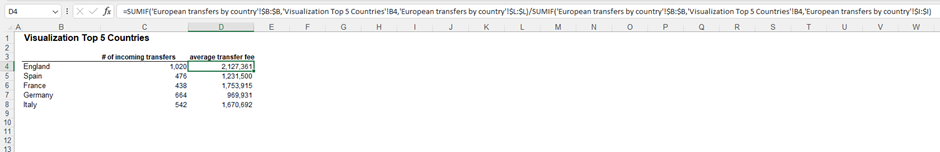 D4 fx =SUMIF('European transfers by country'!$B:$B,'Visualization Top 5 Countries'!B4,'European transfers by country'!$L:$L)/SUMIF('European transfers by country'!$B:$B,'Visualization Top 5 Countries'!B4,'European transfers by country'!$I:$I)
A B C D E F G H I J K L M N O P Q R S T U V W
1 Visualization Top 5 Countries
2
3 # of incoming transfers average transfer fee
4 England 1,020 2,127,361
5 Spain 476 1,231,500
6 France 438 1,753,915
7 Germany 664 969,931
8 Italy 542 1,670,692
9
10
11
12
13